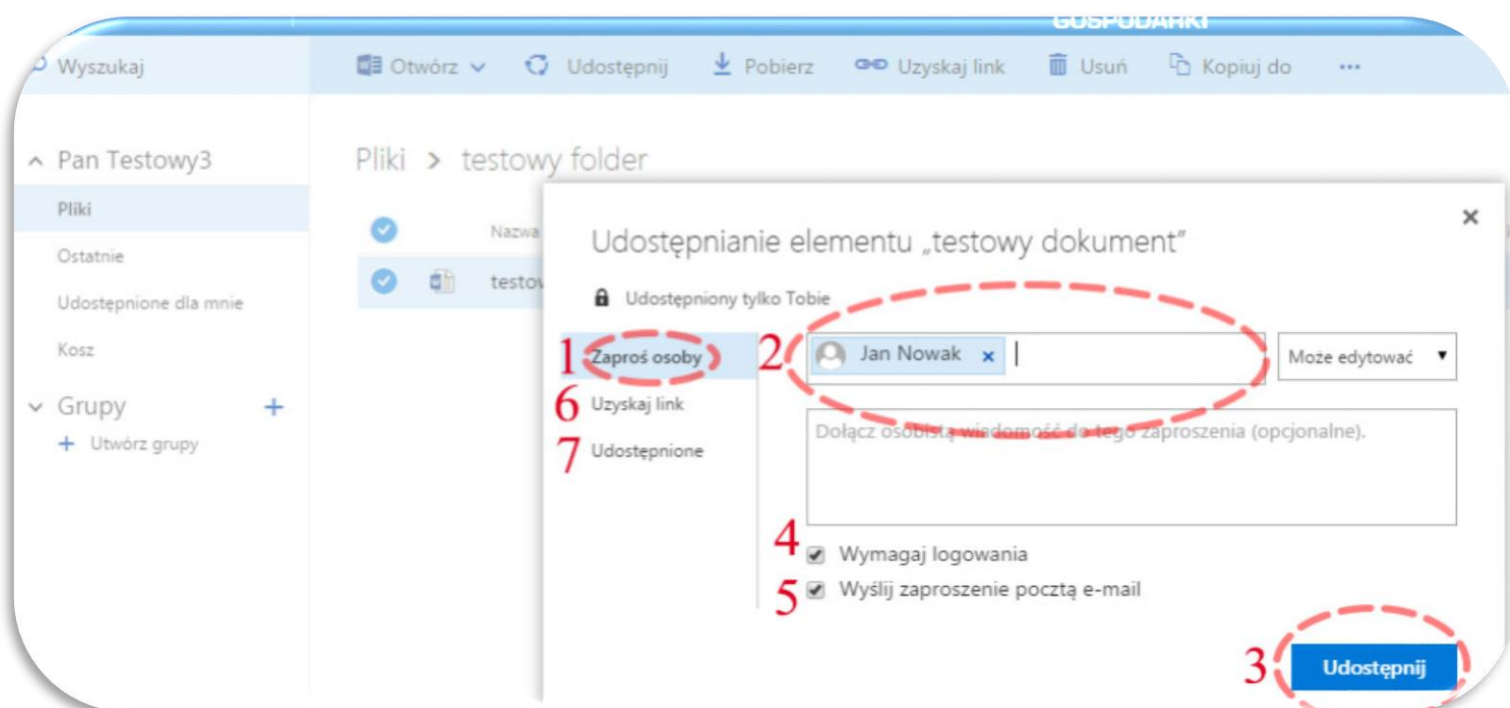 GOSPODARKI
Wyszukaj
Otwórz Udostępnij Pobierz Uzyskaj link Usuń Kopiuj do ...
Pan Testowy3
Pliki
Ostatnie
Udostępnione dla mnie
Kosz
Grupy +
+ Utwórz grupy
Pliki > testowy folder
Nazwa
Udostępnianie elementu „testowy dokument”
Udostępniony tylko Tobie
1 Zaproś osoby
6 Uzyskaj link
7 Udostępnione
2 Jan Nowak x
Może edytować
Dołącz osobistą wiadomość do tego zaproszenia (opcjonalne).
4 Wymagaj logowania
5 Wyślij zaproszenie pocztą e-mail
3 Udostępnij